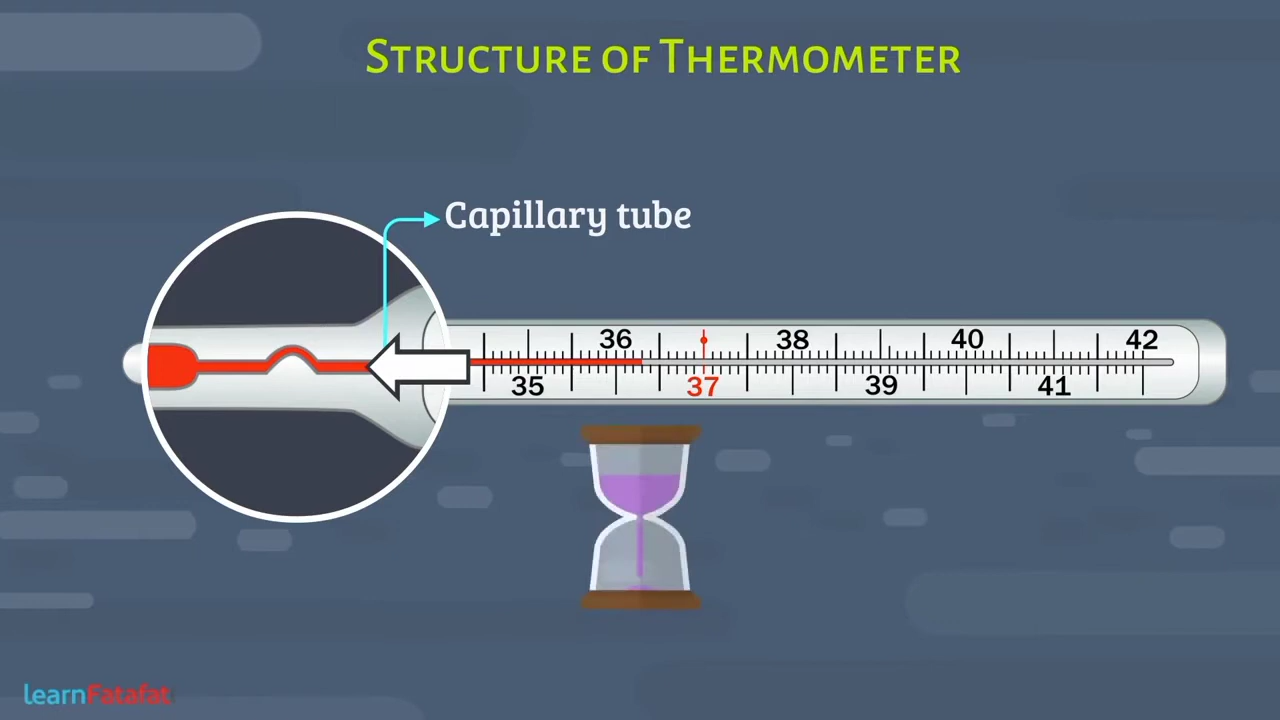 Structure of Thermometer
Capillary tube
36 38 40 42
35 37 39 41
learnFatafat